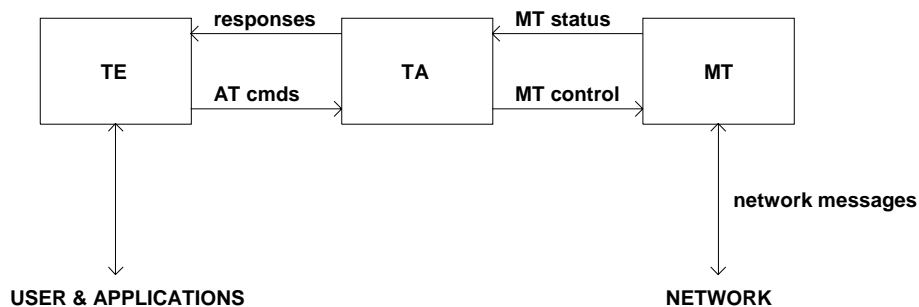 responses
MT status
TE
TA
MT
AT cmds
MT control
network messages
USER & APPLICATIONS
NETWORK